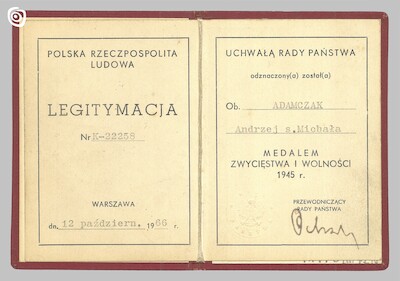 POLSKA RZECZPOSPOLITA
LUDOWA
LEGITYMACJA
Nr K-22258
WARSZAWA
dn. 12 październ. 1966 r.
UCHWAŁĄ RADY PAŃSTWA
odznaczony(a) został(a)
Ob. ADAMCZAK
Andrzej s.Michała
MEDALEM
ZWYCIĘSTWA I WOLNOŚCI
1945 r.
PRZEWODNICZĄCY
RADY PAŃSTWA